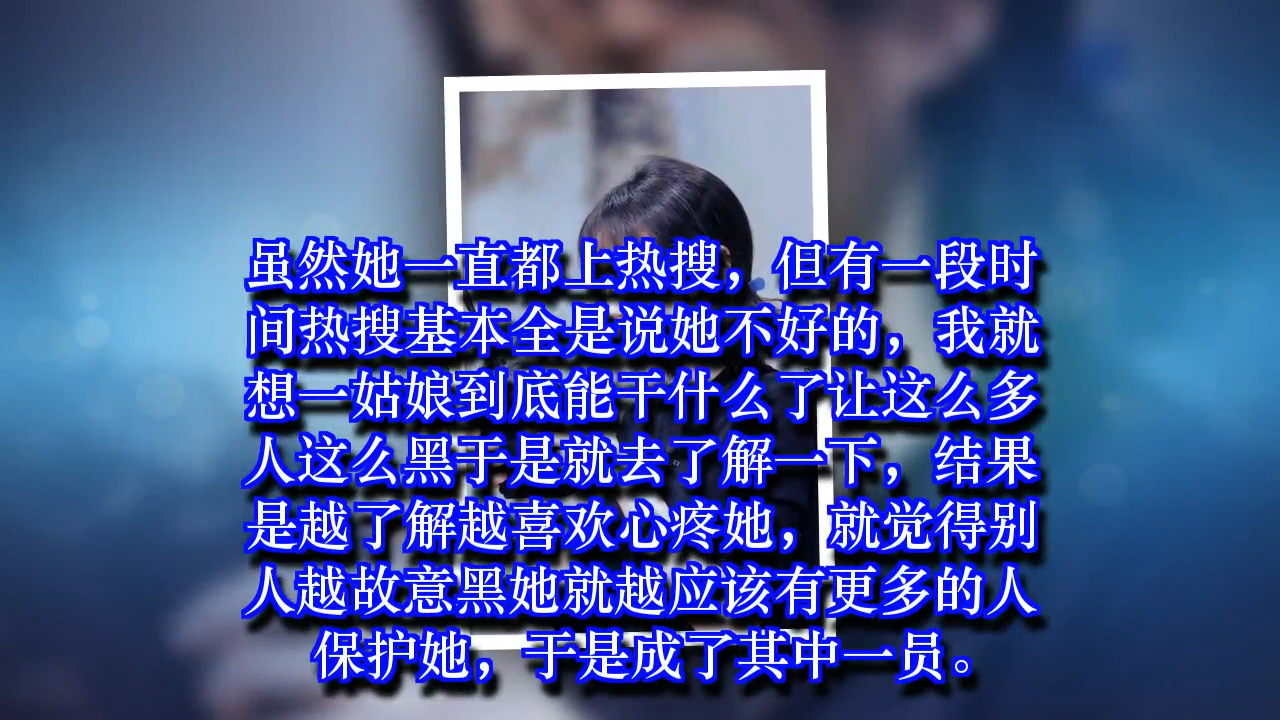 虽然她一直都上热搜，但有一段时
间热搜基本全是说她不好的，我就
想一姑娘到底能干什么了让这么多
人这么黑于是就去了解一下，结果
是越了解越喜欢心疼她，就觉得别
人越故意黑她就越应该有更多的人
保护她，于是成了其中一员。